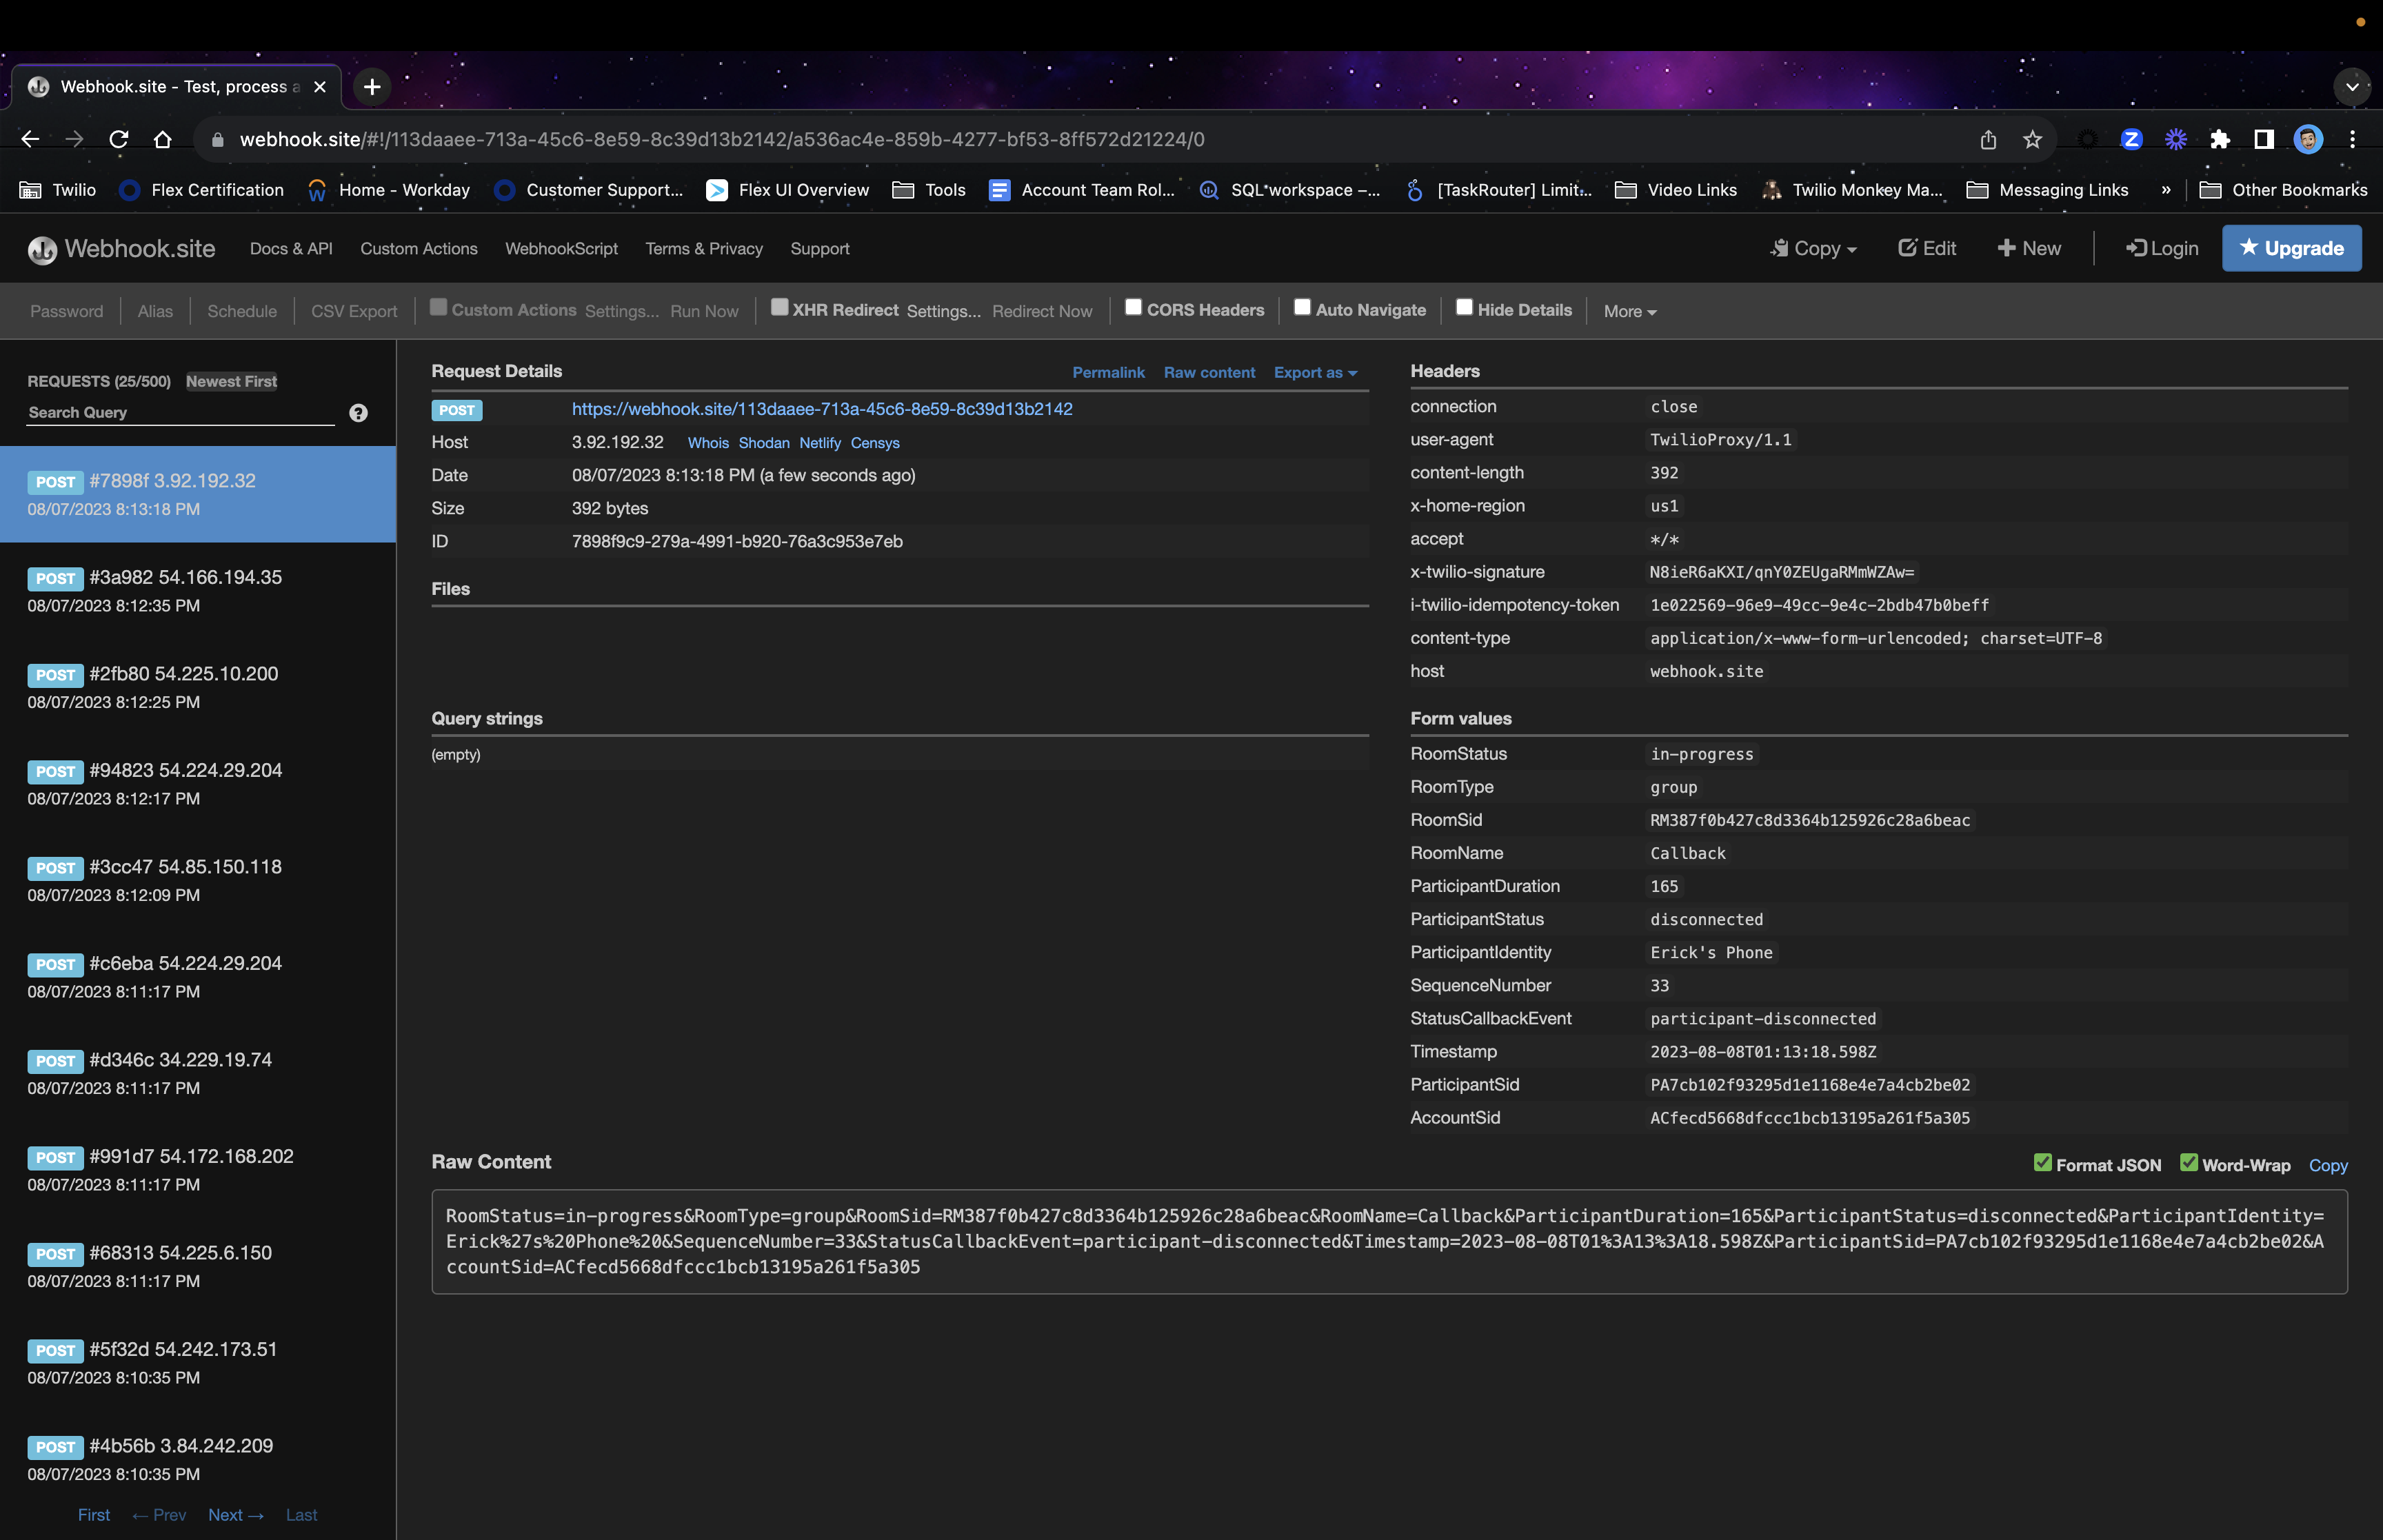 Webhook.site - Test, process a
webhook.site/#!/113daaee-713a-45c6-8e59-8c39d13b2142/a536ac4e-859b-4277-bf53-8ff572d21224/0
Twilio Flex Certification Home - Workday Customer Support... Flex UI Overview Tools Account Team Rol... SQL workspace –... [TaskRouter] Limit... Video Links Twilio Monkey Ma... Messaging Links » Other Bookmarks
Webhook.site Docs & API Custom Actions WebhookScript Terms & Privacy Support Copy Edit New Login Upgrade
Password Alias Schedule CSV Export Custom Actions Settings... Run Now XHR Redirect Settings... Redirect Now CORS Headers Auto Navigate Hide Details More
REQUESTS (25/500) Newest First
Search Query
POST #7898f 3.92.192.32
08/07/2023 8:13:18 PM
POST #3a982 54.166.194.35
08/07/2023 8:12:35 PM
POST #2fb80 54.225.10.200
08/07/2023 8:12:25 PM
POST #94823 54.224.29.204
08/07/2023 8:12:17 PM
POST #3cc47 54.85.150.118
08/07/2023 8:12:09 PM
POST #c6eba 54.224.29.204
08/07/2023 8:11:17 PM
POST #d346c 34.229.19.74
08/07/2023 8:11:17 PM
POST #991d7 54.172.168.202
08/07/2023 8:11:17 PM
POST #68313 54.225.6.150
08/07/2023 8:11:17 PM
POST #5f32d 54.242.173.51
08/07/2023 8:10:35 PM
POST #4b56b 3.84.242.209
08/07/2023 8:10:35 PM
First ← Prev Next → Last
Request Details Permalink Raw content Export as
POST https://webhook.site/113daaee-713a-45c6-8e59-8c39d13b2142
Host 3.92.192.32 Whois Shodan Netlify Censys
Date 08/07/2023 8:13:18 PM (a few seconds ago)
Size 392 bytes
ID 7898f9c9-279a-4991-b920-76a3c953e7eb
Files
Query strings
(empty)
Headers
connection close
user-agent TwilioProxy/1.1
content-length 392
x-home-region us1
accept */*
x-twilio-signature N8ieR6aKXI/qnY0ZEUgaRMmWZAw=
i-twilio-idempotency-token 1e022569-96e9-49cc-9e4c-2bdb47b0beff
content-type application/x-www-form-urlencoded; charset=UTF-8
host webhook.site
Form values
RoomStatus in-progress
RoomType group
RoomSid RM387f0b427c8d3364b125926c28a6beac
RoomName Callback
ParticipantDuration 165
ParticipantStatus disconnected
ParticipantIdentity Erick's Phone
SequenceNumber 33
StatusCallbackEvent participant-disconnected
Timestamp 2023-08-08T01:13:18.598Z
ParticipantSid PA7cb102f93295d1e1168e4e7a4cb2be02
AccountSid ACfecd5668dfccc1bcb13195a261f5a305
Raw Content Format JSON Word-Wrap Copy
RoomStatus=in-progress&RoomType=group&RoomSid=RM387f0b427c8d3364b125926c28a6beac&RoomName=Callback&ParticipantDuration=165&ParticipantStatus=disconnected&ParticipantIdentity=
Erick%27s%20Phone%20&SequenceNumber=33&StatusCallbackEvent=participant-disconnected&Timestamp=2023-08-08T01%3A13%3A18.598Z&ParticipantSid=PA7cb102f93295d1e1168e4e7a4cb2be02&A
ccountSid=ACfecd5668dfccc1bcb13195a261f5a305